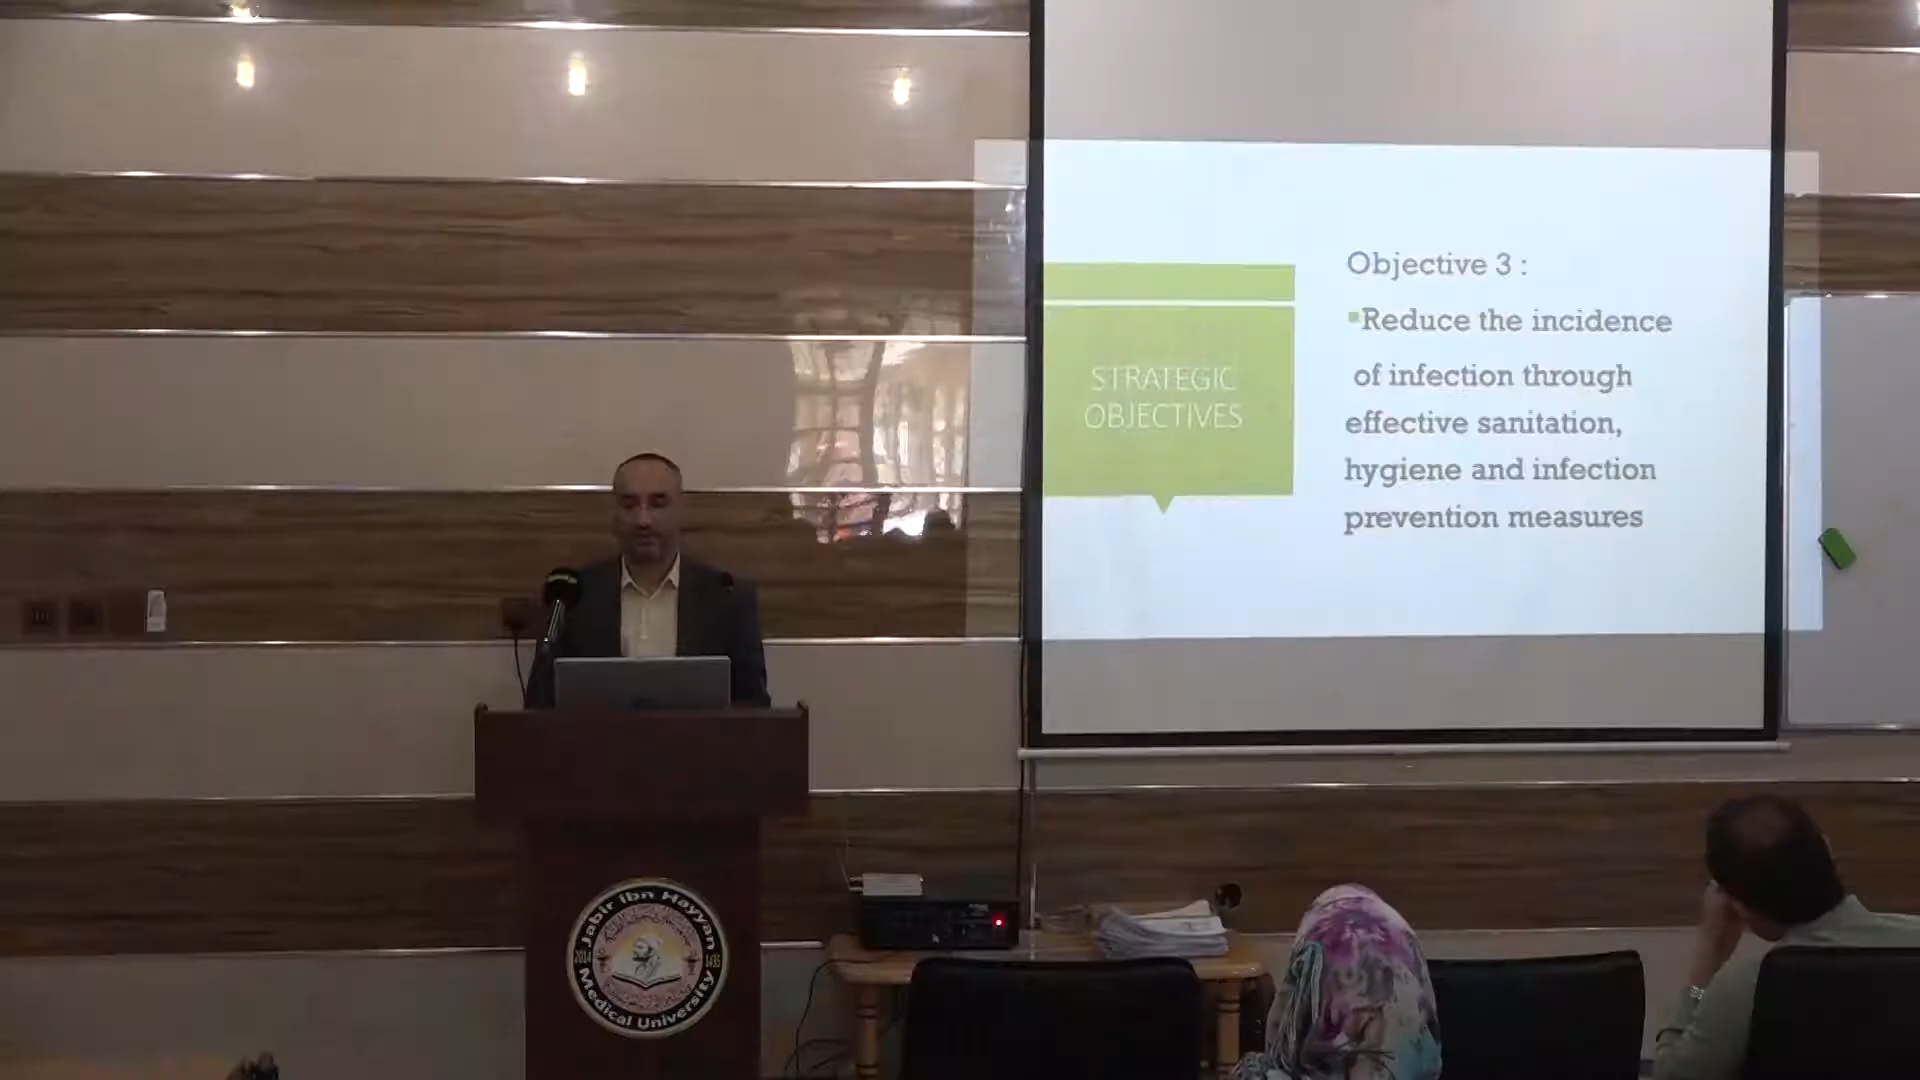 STRATEGIC
OBJECTIVES
Objective 3 :
Reduce the incidence
of infection through
effective sanitation,
hygiene and infection
prevention measures
Jabir Ibn Hayyan
2014
1435
Medical University